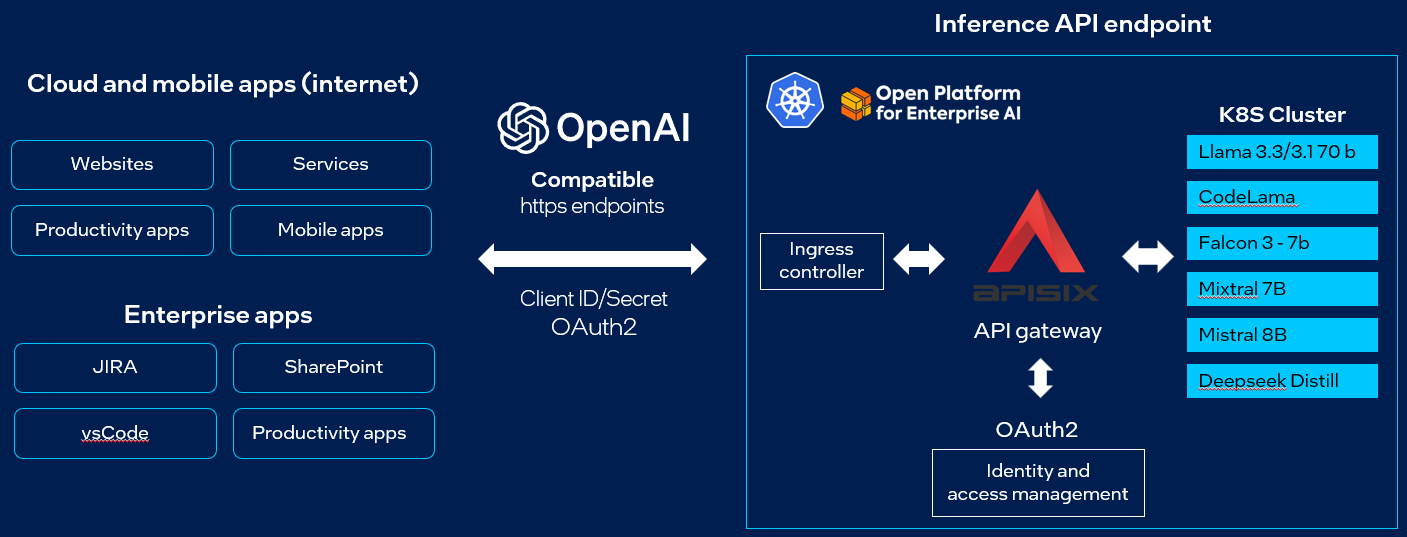 Inference API endpoint
Cloud and mobile apps (internet)
Websites
Services
Productivity apps
Mobile apps
Enterprise apps
JIRA
SharePoint
vsCode
Productivity apps
OpenAI
Compatible
https endpoints
Client ID/Secret
OAuth2
Open Platform
for Enterprise AI
Ingress
controller
APISIX
API gateway
OAuth2
Identity and
access management
K8S Cluster
Llama 3.3/3.1 70 b
CodeLama
Falcon 3 - 7b
Mixtral 7B
Mistral 8B
Deepseek Distill